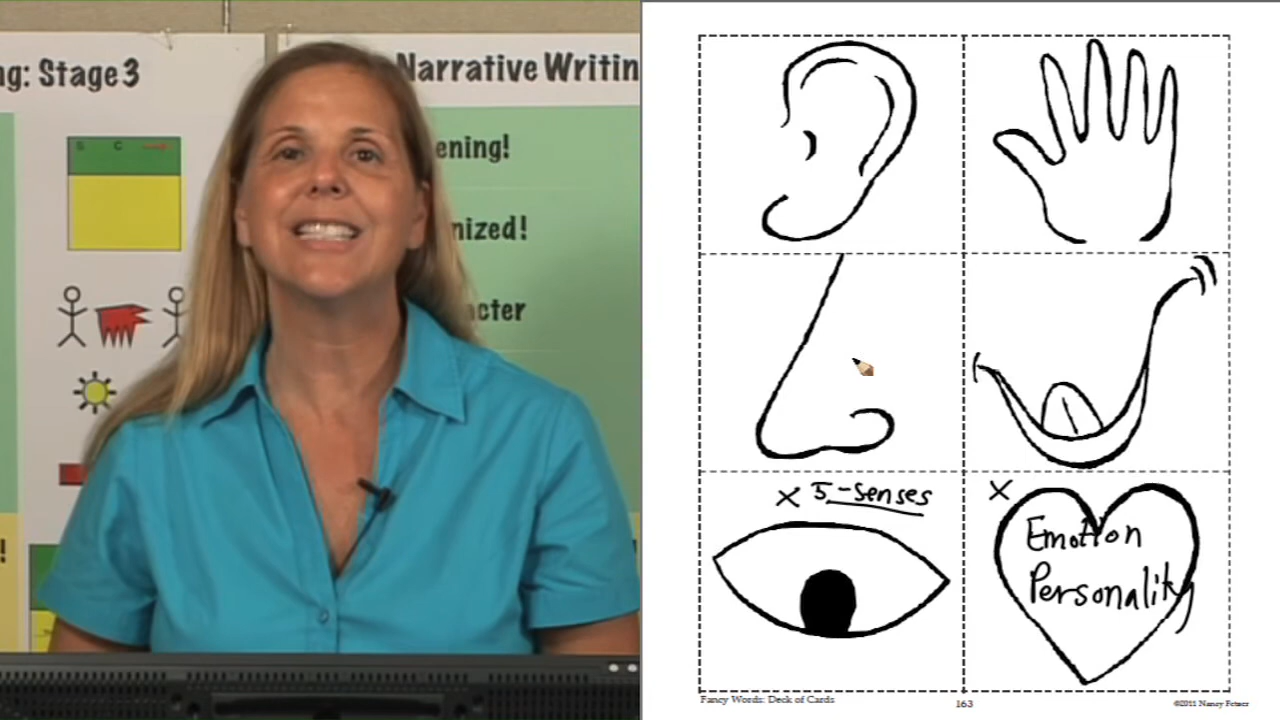 ng: Stage 3
Narrative Writin
S C
ening!
nized!
acter
!
X 5-Senses
X
Emotion
Personality
Fancy Words: Deck of Cards
163
©2011 Nancy Fetzer